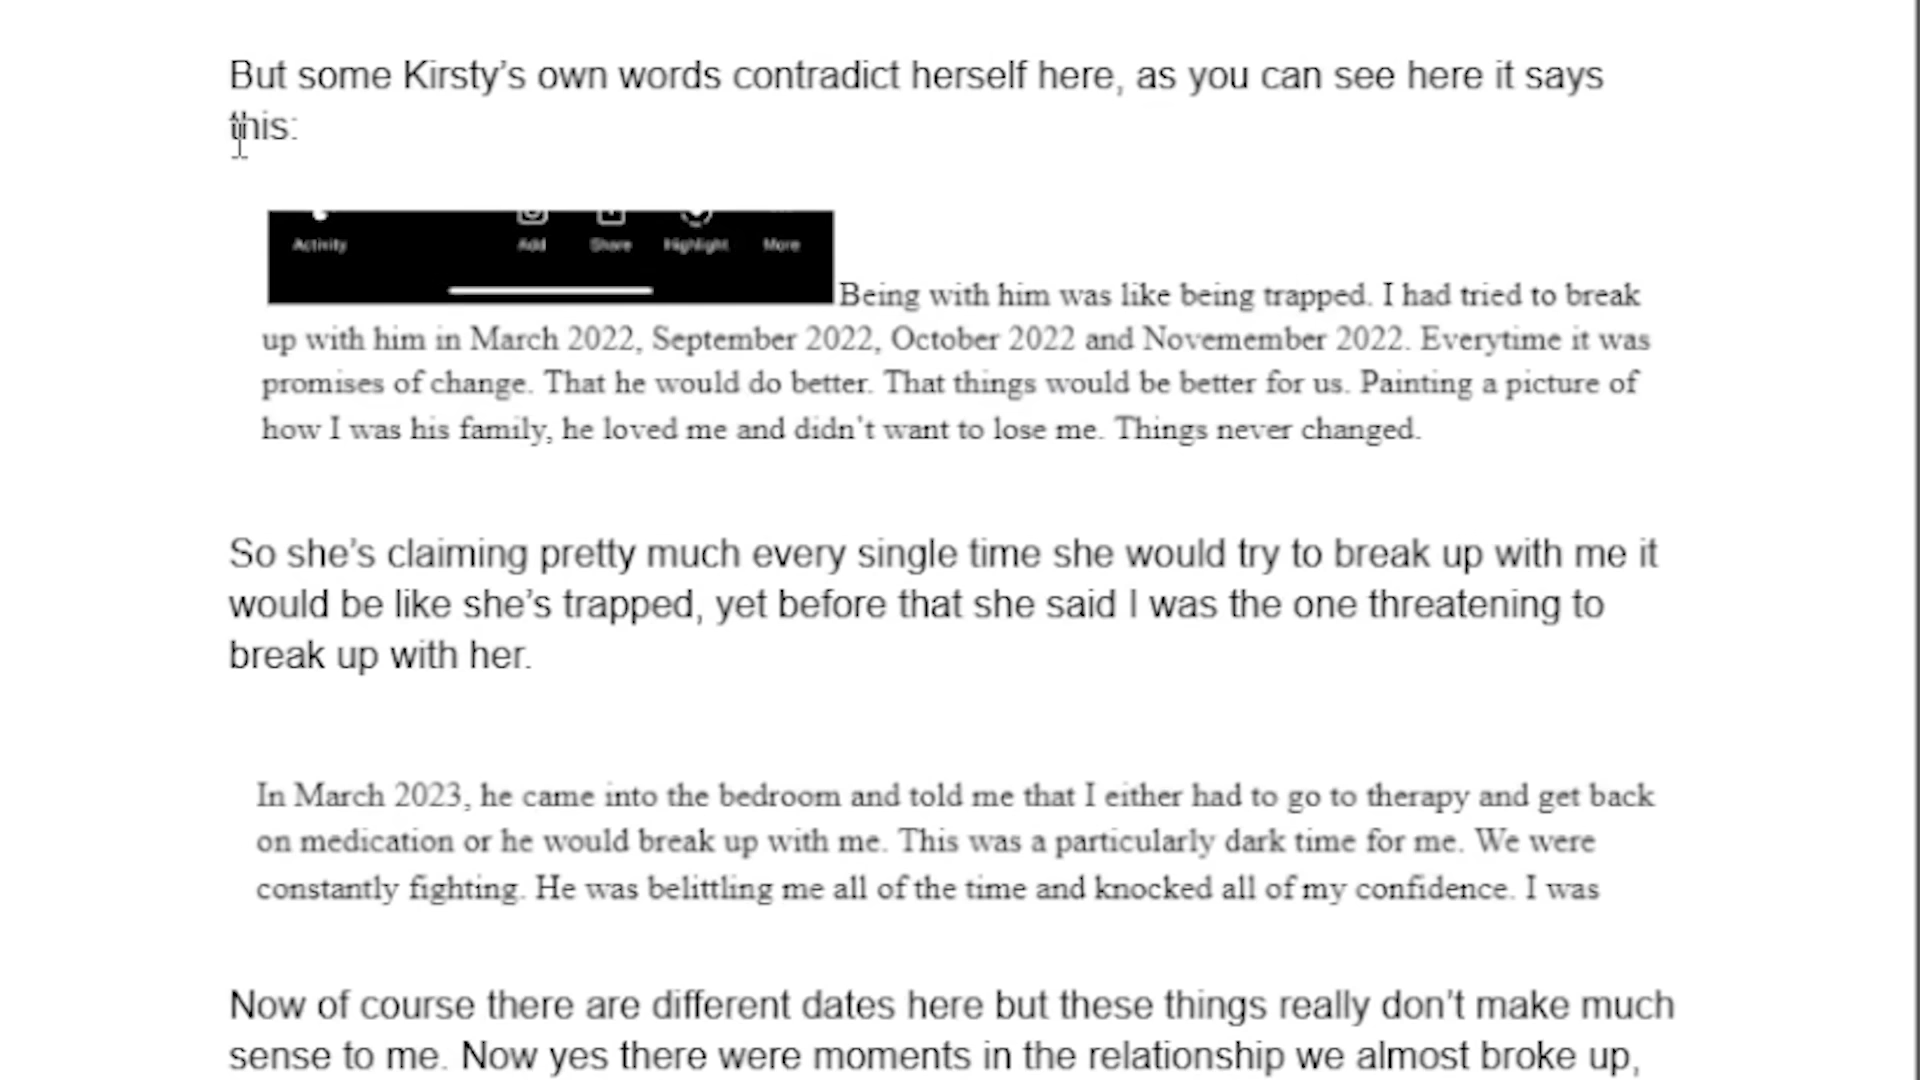 But some Kirsty’s own words contradict herself here, as you can see here it says
this:
Activity Add Share Highlight More
Being with him was like being trapped. I had tried to break
up with him in March 2022, September 2022, October 2022 and Novemember 2022. Everytime it was
promises of change. That he would do better. That things would be better for us. Painting a picture of
how I was his family, he loved me and didn’t want to lose me. Things never changed.
So she’s claiming pretty much every single time she would try to break up with me it
would be like she’s trapped, yet before that she said I was the one threatening to
break up with her.
In March 2023, he came into the bedroom and told me that I either had to go to therapy and get back
on medication or he would break up with me. This was a particularly dark time for me. We were
constantly fighting. He was belittling me all of the time and knocked all of my confidence. I was
Now of course there are different dates here but these things really don’t make much
sense to me. Now yes there were moments in the relationship we almost broke up,